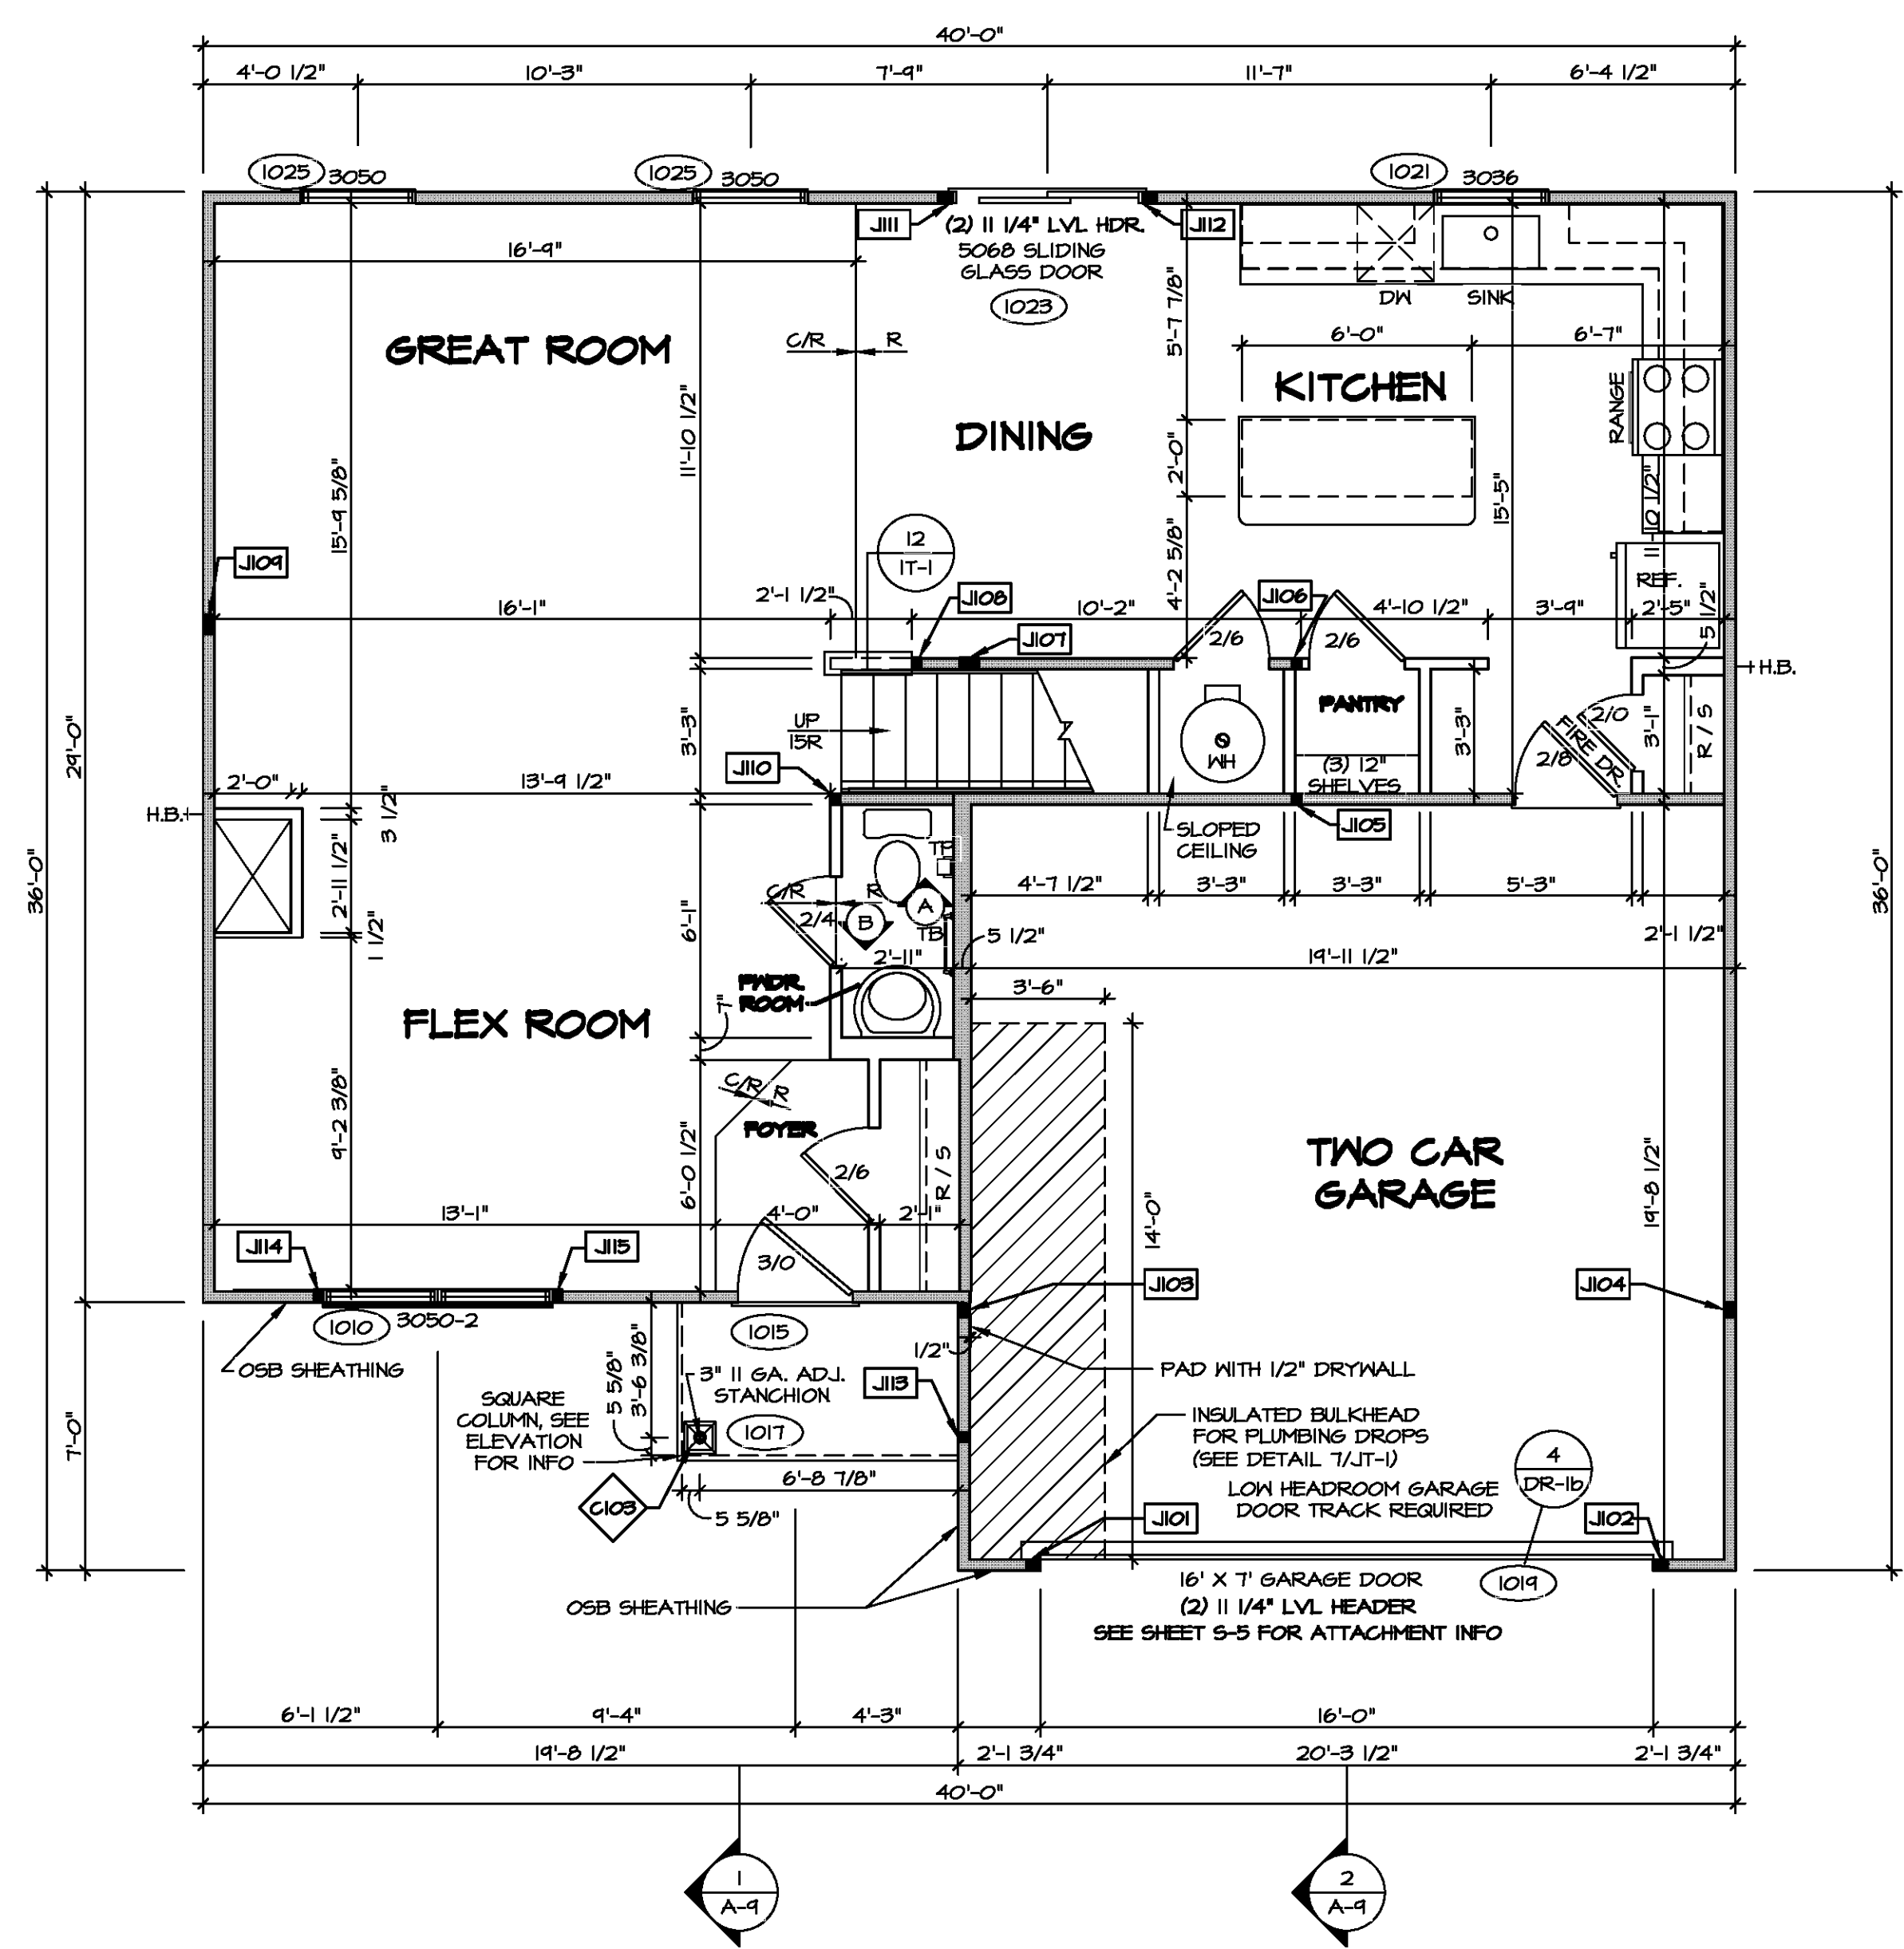 40'-0"
4'-0 1/2"
10'-3"
7'-9"
11'-7"
6'-4 1/2"
1025
3050
1025
3050
1021
3036
J111
(2) 11 1/4" LVL HDR.
J112
5068 SLIDING
GLASS DOOR
1023
16'-9"
DW
SINK
5'-7 7/8"
6'-0"
6'-7"
C/R
R
GREAT ROOM
KITCHEN
DINING
RANGE
11'-10 1/2"
15'-9 5/8"
2'-0"
15'-5"
11'-10 1/2"
4'-2 5/8"
12
1T-1
J109
REF.
2'-1 1/2"
J108
J106
16'-1"
10'-2"
4'-10 1/2"
3'-9"
2'-5"
5 1/2"
J107
2/6
2/6
H.B.
PANTRY
UP
15R
3'-3"
WH
3'-3"
2/0
FIRE DR.
2/8
3'-1"
R / S
29'-0"
J110
(3) 12"
SHELVES
2'-0"
13'-9 1/2"
H.B.
3 1/2"
2'-11 1/2"
1 1/2"
J105
SLOPED
CEILING
TP
36'-0"
36'-0"
C/R
R
2/4
A
B
TB
4'-7 1/2"
3'-3"
3'-3"
5'-3"
2'-1 1/2"
6'-1"
5 1/2"
2'-11"
19'-11 1/2"
PWDR.
ROOM
3'-6"
7"
FLEX ROOM
C/R
R
FOYER
9'-2 3/8"
6'-0 1/2"
2/6
R / S
TWO CAR
GARAGE
19'-8 1/2"
14'-0"
13'-1"
4'-0"
2'-1"
J114
J115
3/0
J103
J104
1010
3050-2
1015
OSB SHEATHING
1/2"
PAD WITH 1/2" DRYWALL
3" 11 GA. ADJ.
STANCHION
J113
5 5/8"
3'-6 3/8"
SQUARE
COLUMN, SEE
ELEVATION
FOR INFO
1017
INSULATED BULKHEAD
FOR PLUMBING DROPS
(SEE DETAIL 7/JT-1)
4
DR-1b
7'-0"
6'-8 7/8"
LOW HEADROOM GARAGE
DOOR TRACK REQUIRED
C103
5 5/8"
J101
J102
16' X 7' GARAGE DOOR
1019
OSB SHEATHING
(2) 11 1/4" LVL HEADER
SEE SHEET S-5 FOR ATTACHMENT INFO
6'-1 1/2"
9'-4"
4'-3"
16'-0"
19'-8 1/2"
2'-1 3/4"
20'-3 1/2"
2'-1 3/4"
40'-0"
1
A-9
2
A-9